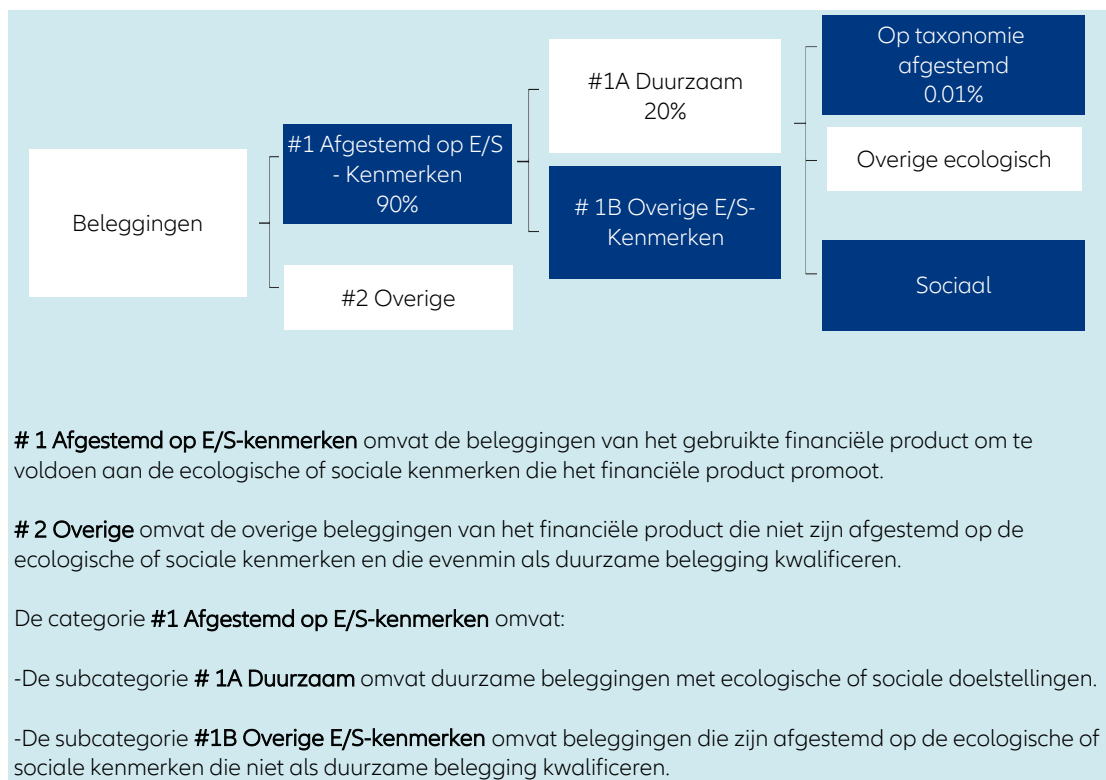 Beleggingen
#1 Afgestemd op E/S
- Kenmerken
90%
#2 Overige
#1A Duurzaam
20%
# 1B Overige E/S-
Kenmerken
Op taxonomie
afgestemd
0.01%
Overige ecologisch
Sociaal
# 1 Afgestemd op E/S-kenmerken omvat de beleggingen van het gebruikte financiële product om te
voldoen aan de ecologische of sociale kenmerken die het financiële product promoot.
# 2 Overige omvat de overige beleggingen van het financiële product die niet zijn afgestemd op de
ecologische of sociale kenmerken en die evenmin als duurzame belegging kwalificeren.
De categorie #1 Afgestemd op E/S-kenmerken omvat:
-De subcategorie # 1A Duurzaam omvat duurzame beleggingen met ecologische of sociale doelstellingen.
-De subcategorie #1B Overige E/S-kenmerken omvat beleggingen die zijn afgestemd op de ecologische of
sociale kenmerken die niet als duurzame belegging kwalificeren.